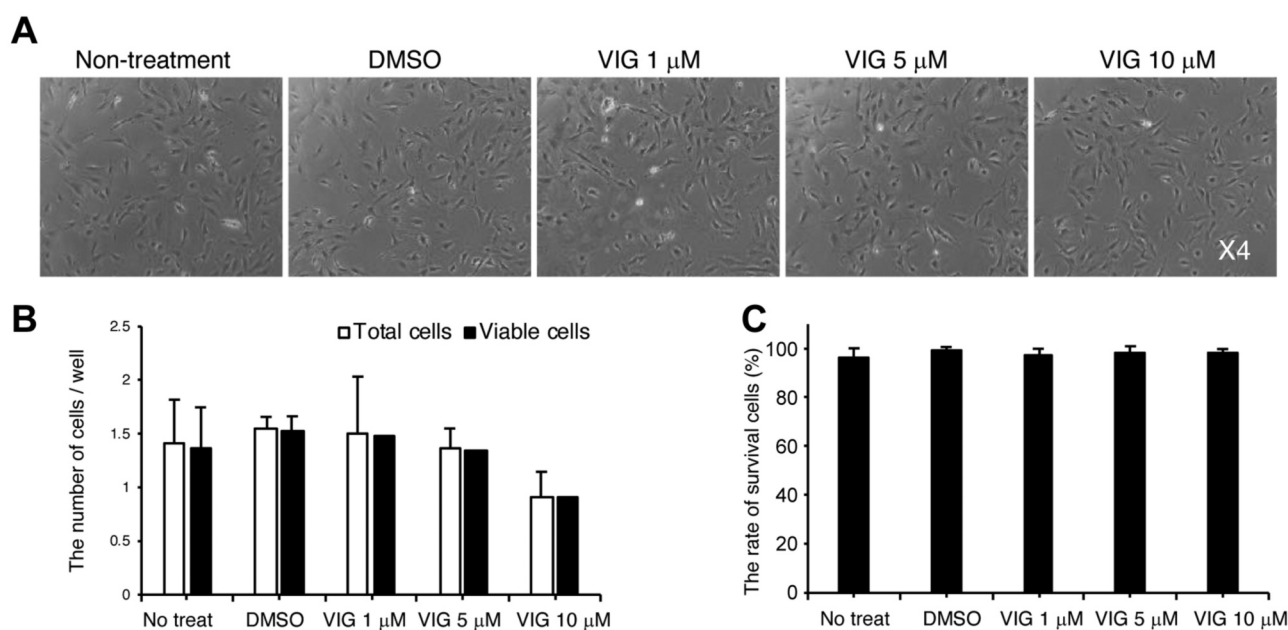 A
Non-treatment DMSO VIG 1 μM VIG 5 μM VIG 10 μM
X4
B
The number of cells / well
2.5
2
1.5
1
0.5
0
Total cells Viable cells
No treat DMSO VIG 1 μM VIG 5 μM VIG 10 μM
C
The rate of survival cells (%)
100
80
60
40
20
0
No treat DMSO VIG 1 μM VIG 5 μM VIG 10 μM